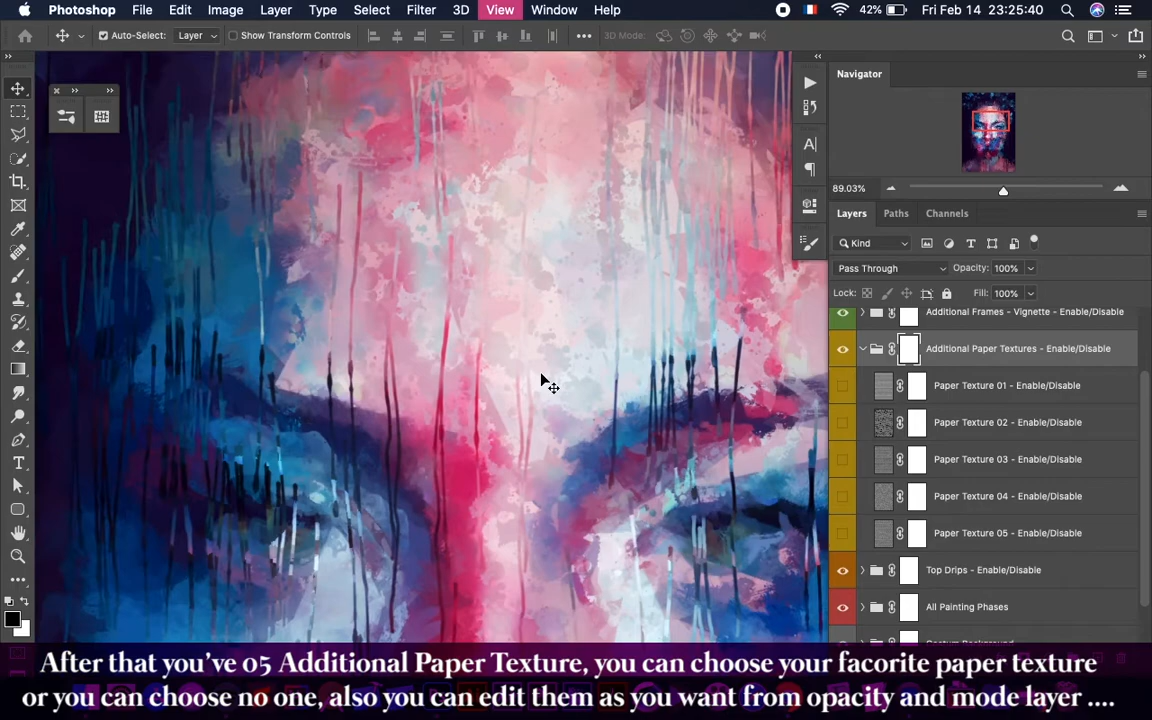 Photoshop File Edit Image Layer Type Select Filter 3D View Window Help 42% Fri Feb 14 23:25:40
Auto-Select: Layer Show Transform Controls 3D Mode:
Navigator
89.03%
Layers Paths Channels
Kind
Pass Through Opacity: 100%
Lock: Fill: 100%
Additional Frames - Vignette - Enable/Disable
Additional Paper Textures - Enable/Disable
Paper Texture 01 - Enable/Disable
Paper Texture 02 - Enable/Disable
Paper Texture 03 - Enable/Disable
Paper Texture 04 - Enable/Disable
Paper Texture 05 - Enable/Disable
Top Drips - Enable/Disable
All Painting Phases
After that you've 05 Additional Paper Texture, you can choose your facorite paper texture
or you can choose no one, also you can edit them as you want from opacity and mode layer ....